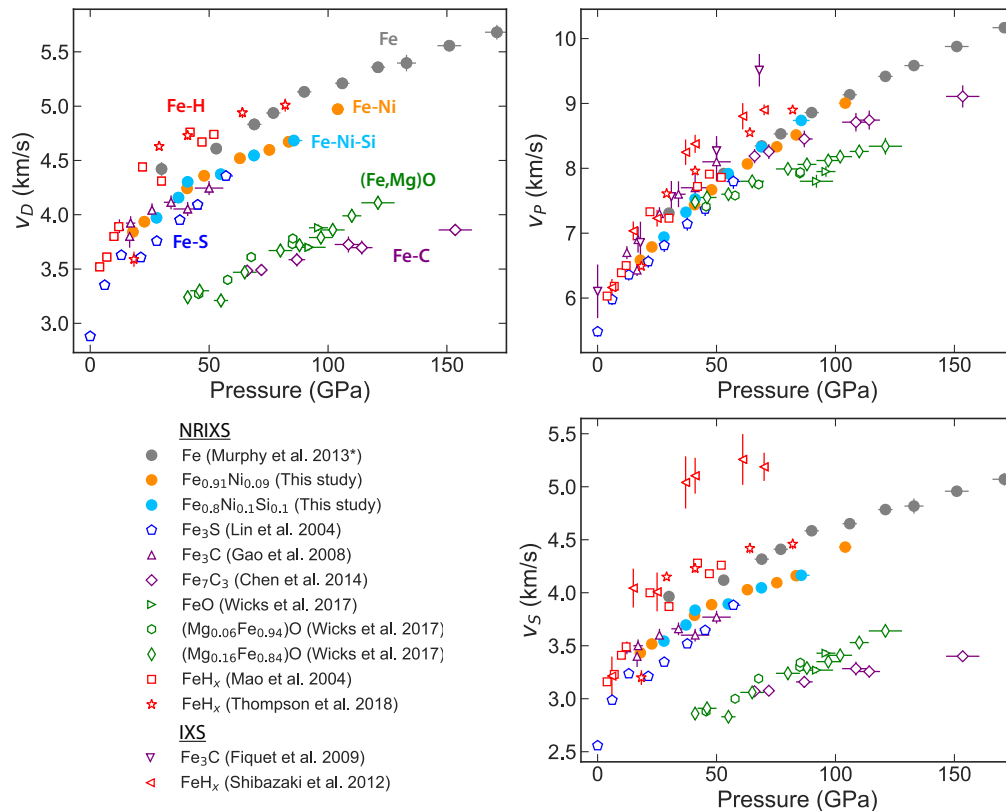 Fe
Fe-H
Fe-Ni
Fe-Ni-Si
(Fe,Mg)O
Fe-S
Fe-C
v_D (km/s)
5.5
5.0
4.5
4.0
3.5
3.0
0
50
100
150
Pressure (GPa)
v_P (km/s)
10
9
8
7
6
5
0
50
100
150
Pressure (GPa)
NRIXS
Fe (Murphy et al. 2013*)
Fe0.91Ni0.09 (This study)
Fe0.8Ni0.1Si0.1 (This study)
Fe3S (Lin et al. 2004)
Fe3C (Gao et al. 2008)
Fe7C3 (Chen et al. 2014)
FeO (Wicks et al. 2017)
(Mg0.06Fe0.94)O (Wicks et al. 2017)
(Mg0.16Fe0.84)O (Wicks et al. 2017)
FeHx (Mao et al. 2004)
FeHx (Thompson et al. 2018)
IXS
Fe3C (Fiquet et al. 2009)
FeHx (Shibazaki et al. 2012)
v_S (km/s)
5.5
5.0
4.5
4.0
3.5
3.0
2.5
0
50
100
150
Pressure (GPa)